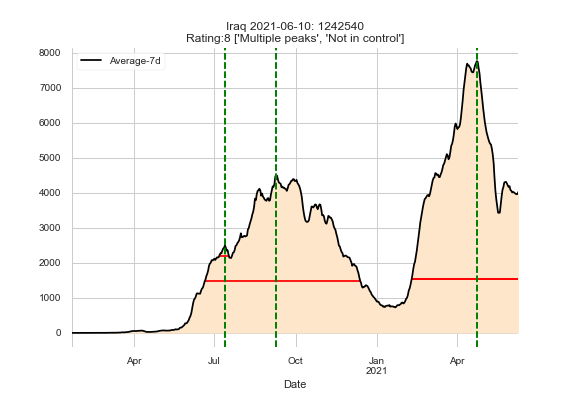 Iraq 2021-06-10: 1242540
Rating:8 ['Multiple peaks', 'Not in control']
Average-7d
8000
7000
6000
5000
4000
3000
2000
1000
0
Apr Jul Oct Jan Apr
2021
Date